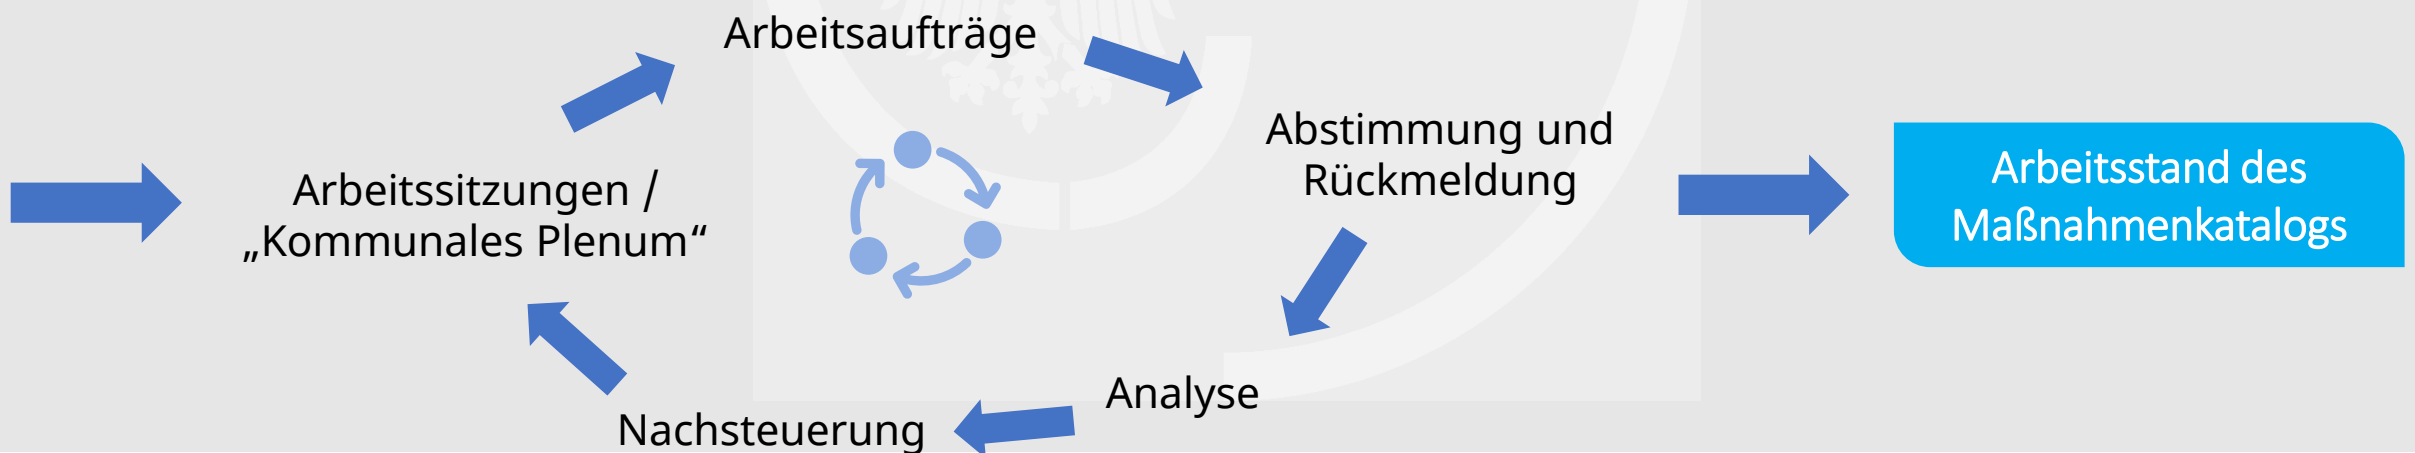 Arbeitsaufträge
Abstimmung und
Rückmeldung
Arbeitssitzungen /
„Kommunales Plenum“
Analyse
Nachsteuerung
Arbeitsstand des
Maßnahmenkatalogs